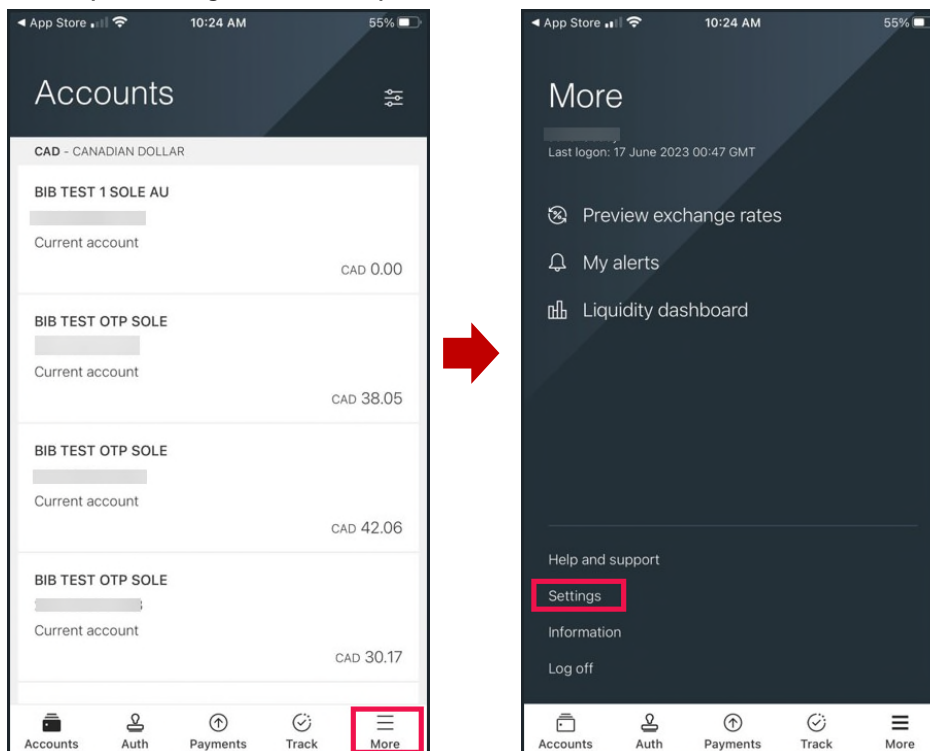 App Store 10:24 AM 55%
Accounts
CAD - CANADIAN DOLLAR
BIB TEST 1 SOLE AU
Current account
CAD 0.00
BIB TEST OTP SOLE
Current account
CAD 38.05
BIB TEST OTP SOLE
Current account
CAD 42.06
BIB TEST OTP SOLE
Current account
CAD 30.17
Accounts Auth Payments Track More
App Store 10:24 AM 55%
More
Last logon: 17 June 2023 00:47 GMT
Preview exchange rates
My alerts
Liquidity dashboard
Help and support
Settings
Information
Log off
Accounts Auth Payments Track More